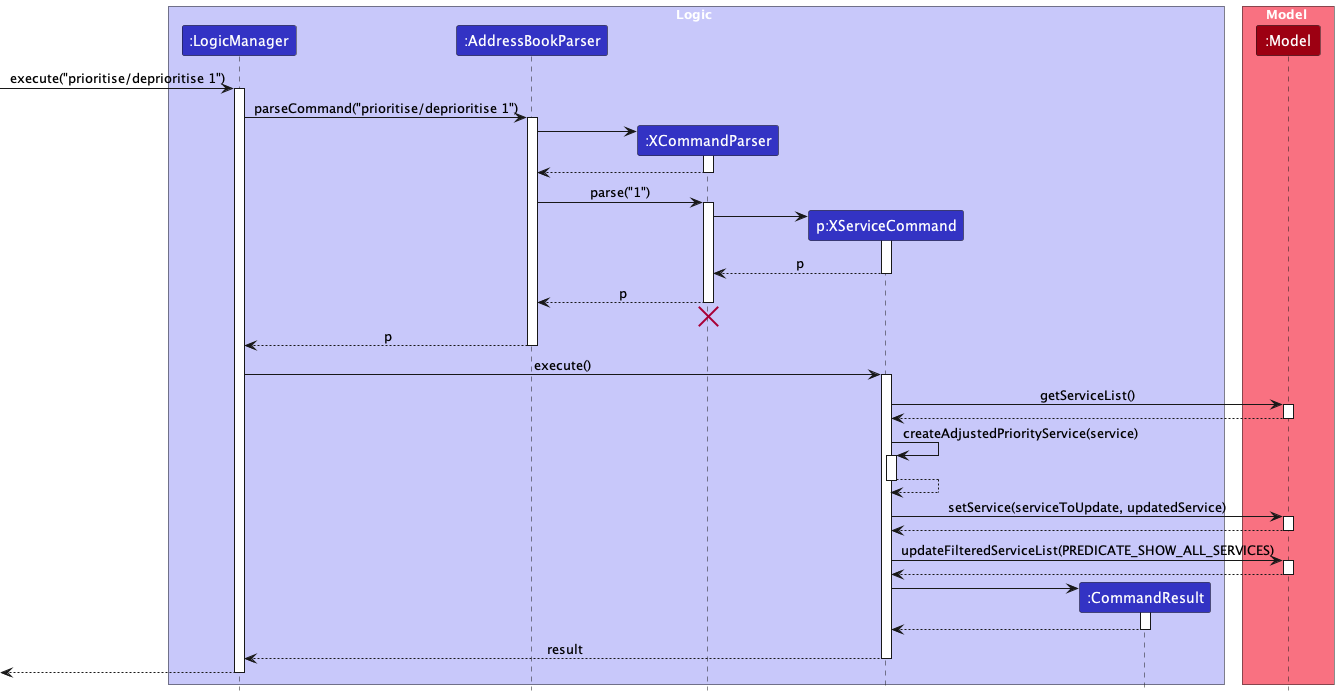 Logic
Model
:LogicManager
:AddressBookParser
:Model
execute("prioritise/deprioritise 1")
parseCommand("prioritise/deprioritise 1")
:XCommandParser
parse("1")
p:XServiceCommand
p
p
p
execute()
getServiceList()
createAdjustedPriorityService(service)
setService(serviceToUpdate, updatedService)
updateFilteredServiceList(PREDICATE_SHOW_ALL_SERVICES)
:CommandResult
result